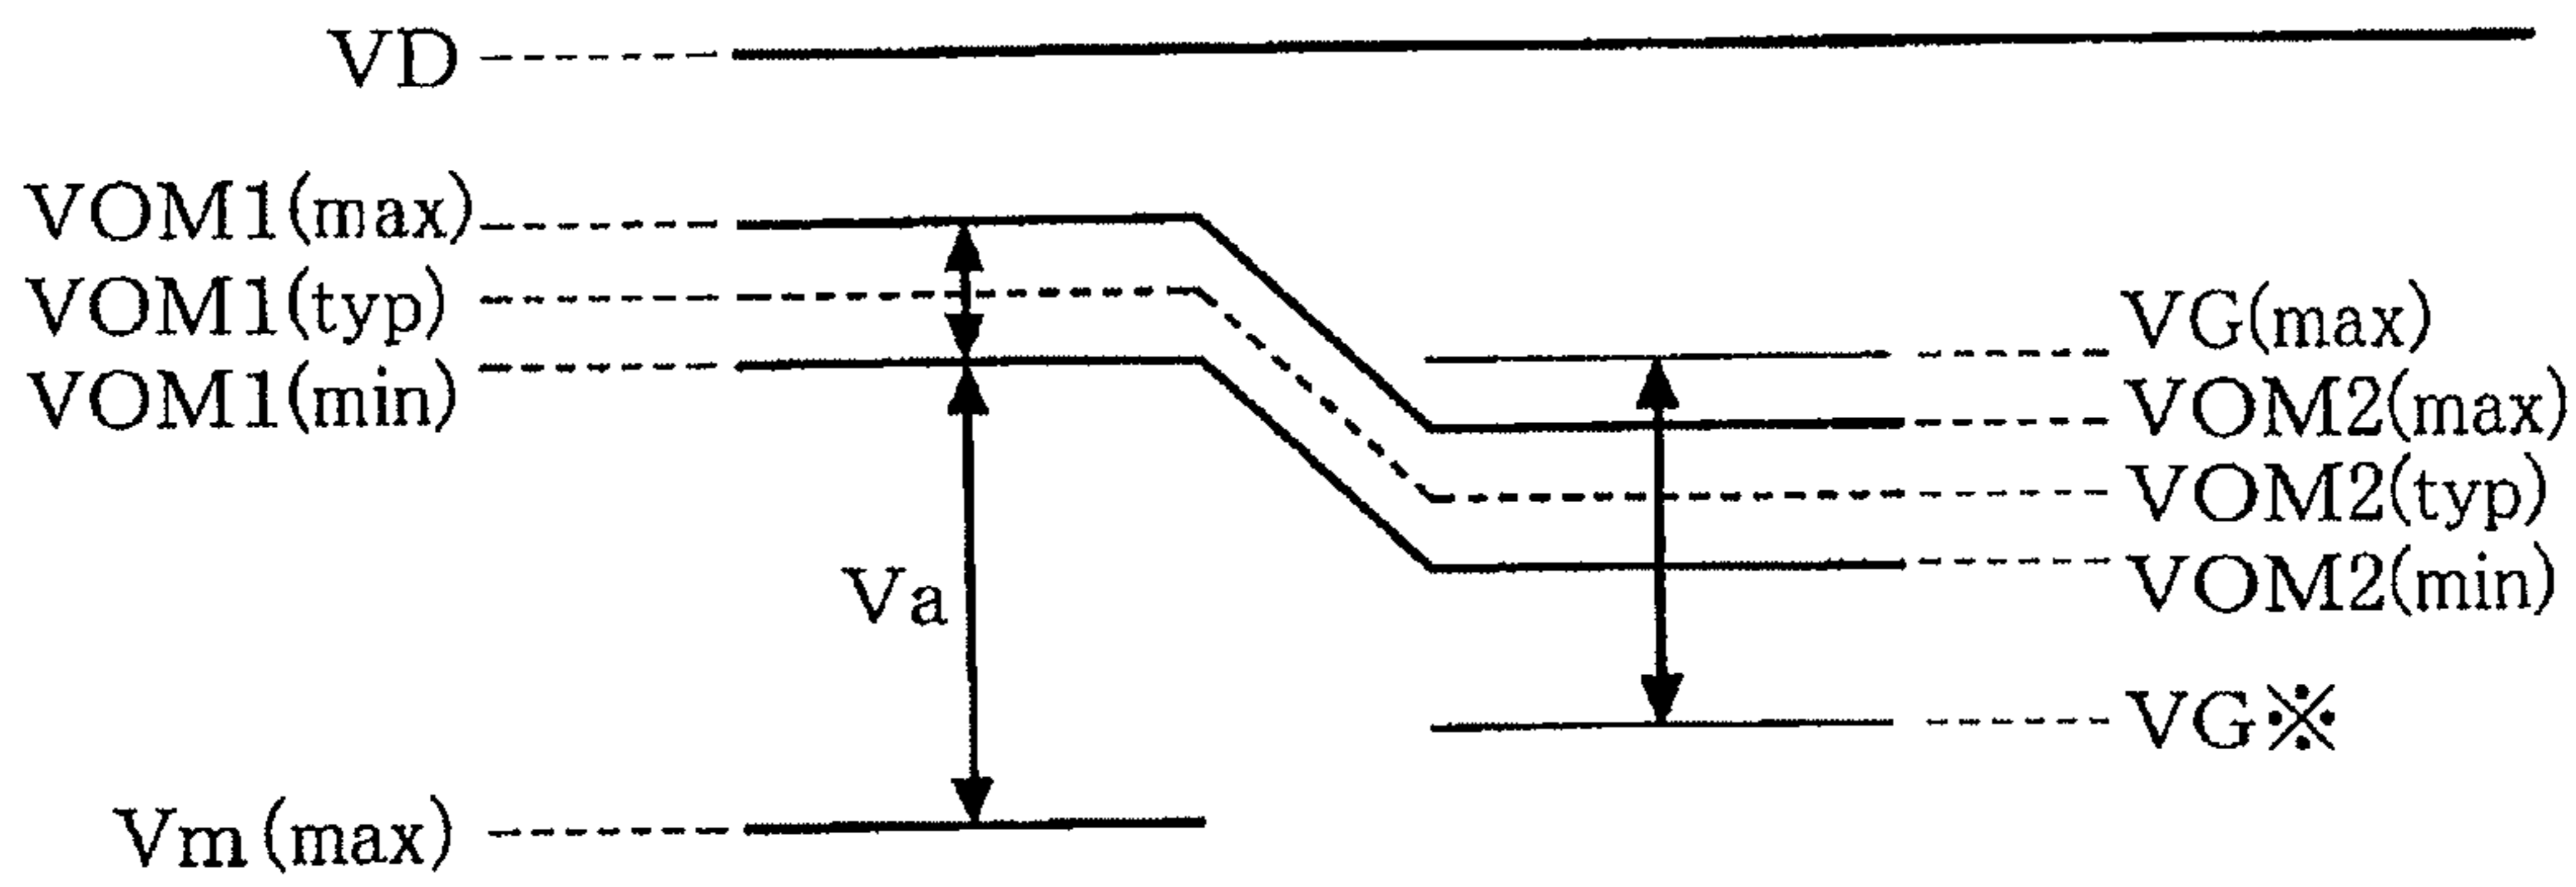 VD
VOM1(max)
VOM1(typ)
VOM1(min)
Va
Vm(max)
VG(max)
VOM2(max)
VOM2(typ)
VOM2(min)
VG※